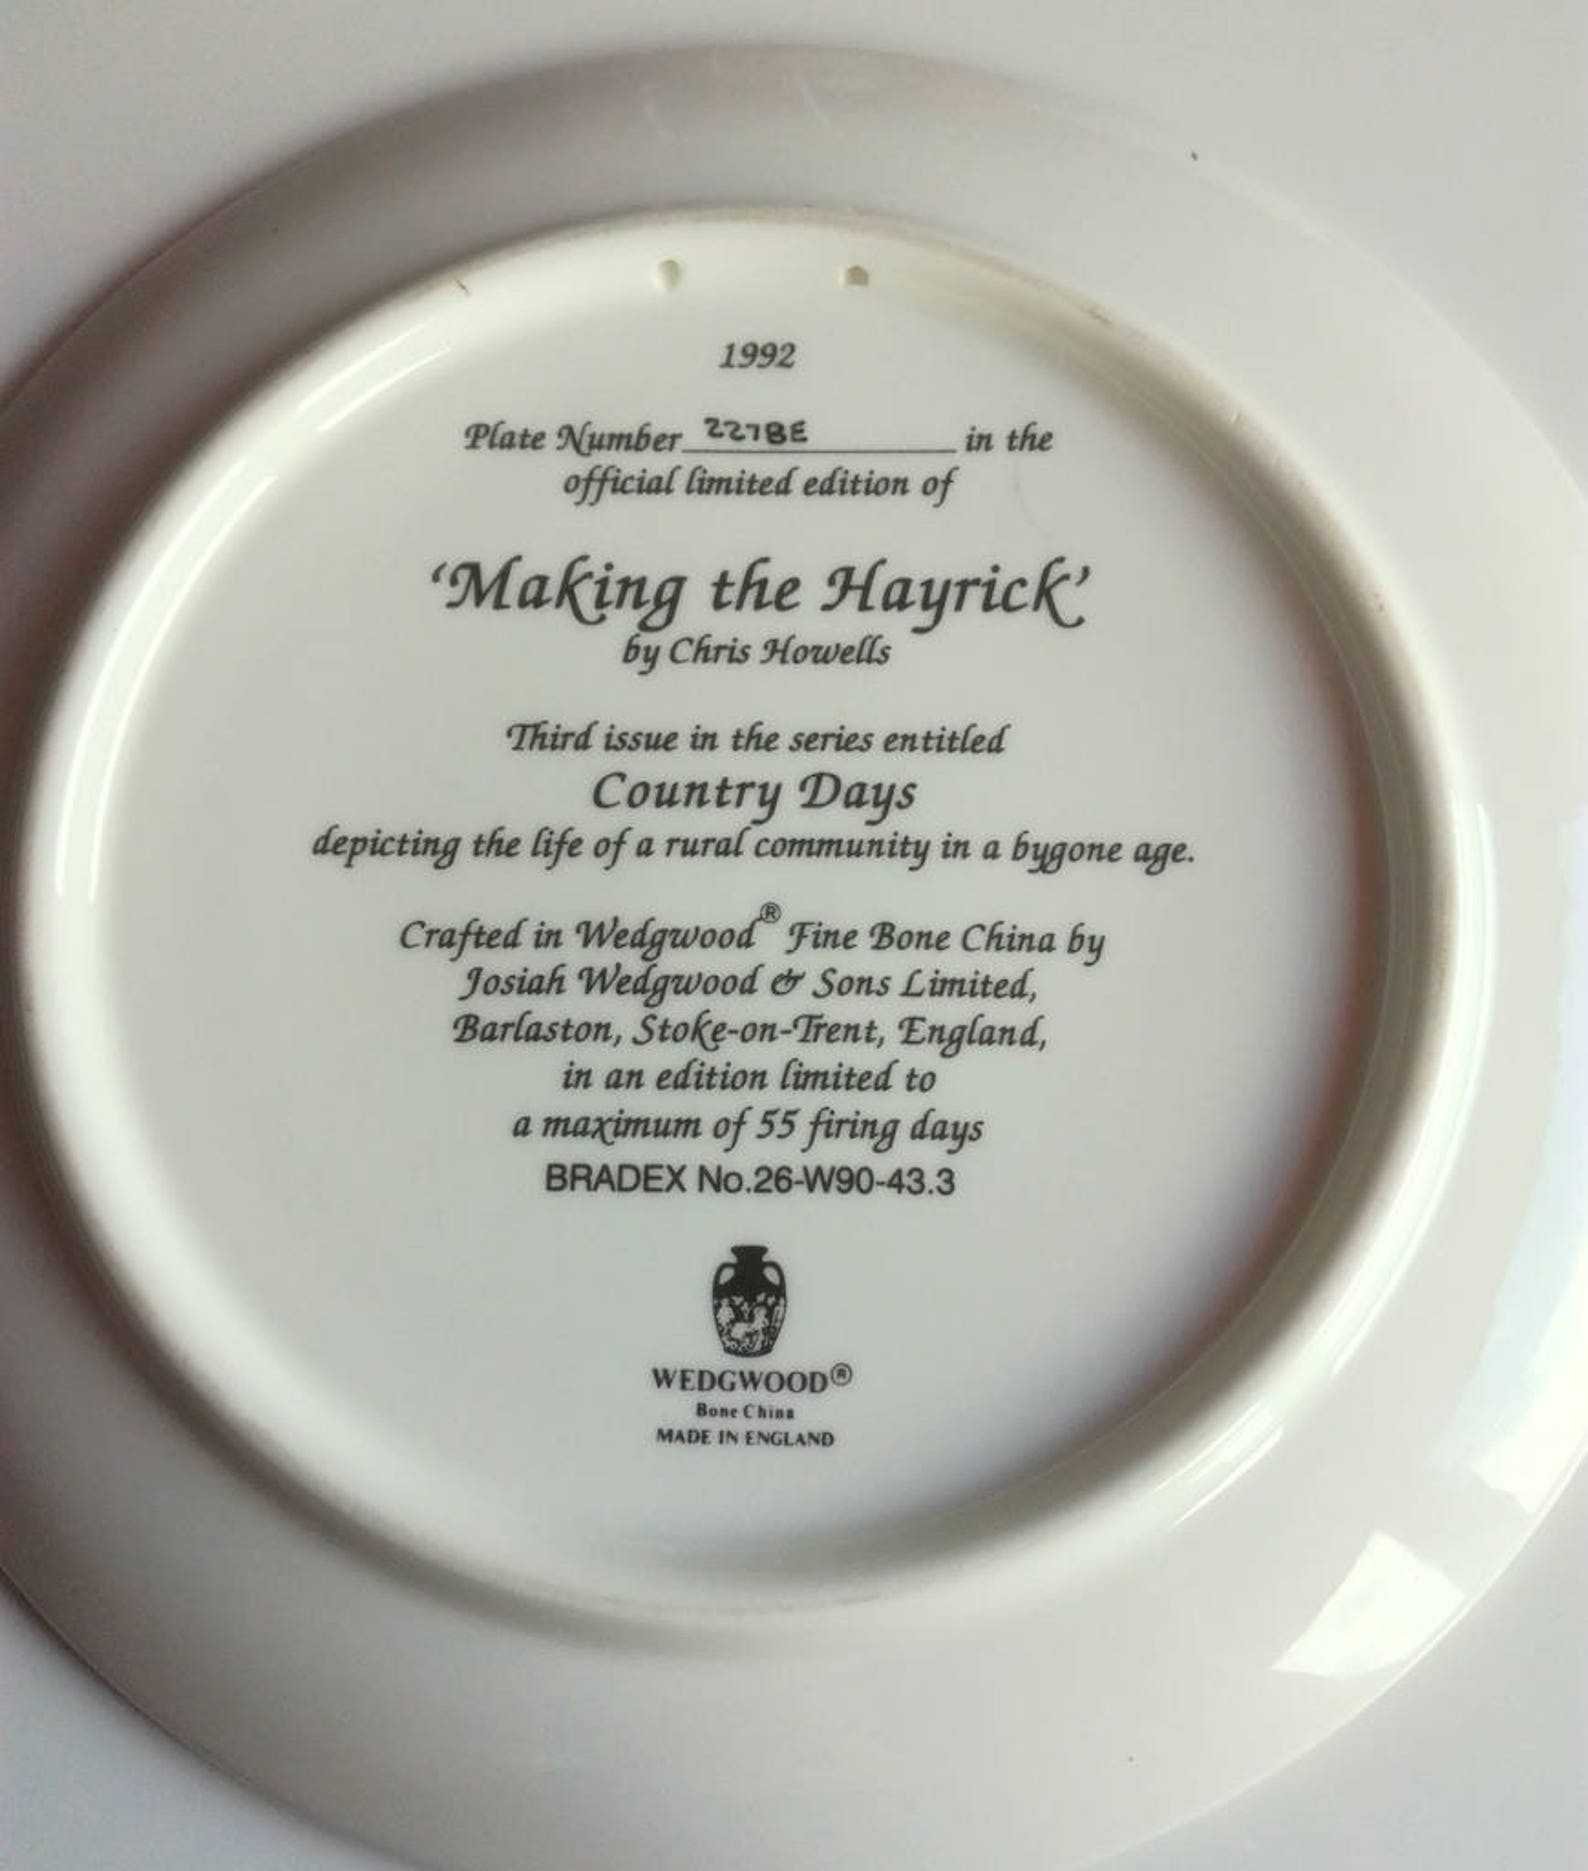 1992
Plate Number 2278E in the
official limited edition of
‘Making the Hayrick’
by Chris Howells
Third issue in the series entitled
Country Days
depicting the life of a rural community in a bygone age.
Crafted in Wedgwood® Fine Bone China by
Josiah Wedgwood & Sons Limited,
Barlaston, Stoke-on-Trent, England,
in an edition limited to
a maximum of 55 firing days
BRADEX No.26-W90-43.3
WEDGWOOD®
Bone China
MADE IN ENGLAND